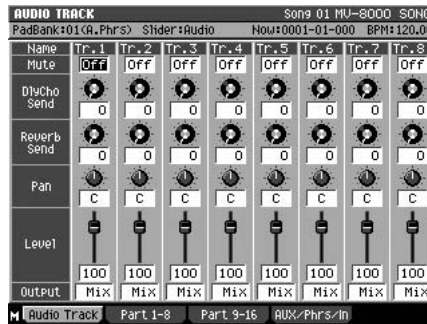 AUDIO TRACK Song 01 MV-8000 SONG
PadBank:01(A.Phrs) Slider:Audio Now:0001-01-000 BPM:120.0
Name Tr.1 Tr.2 Tr.3 Tr.4 Tr.5 Tr.6 Tr.7 Tr.8
Mute Off Off Off Off Off Off Off Off
DlyCho
Send
0 0 0 0 0 0 0 0
Reverb
Send
0 0 0 0 0 0 0 0
Pan
C C C C C C C C
Level
100 100 100 100 100 100 100 100
Output Mix Mix Mix Mix Mix Mix Mix Mix
M Audio Track Part 1-8 Part 9-16 AUX/Phrs/In